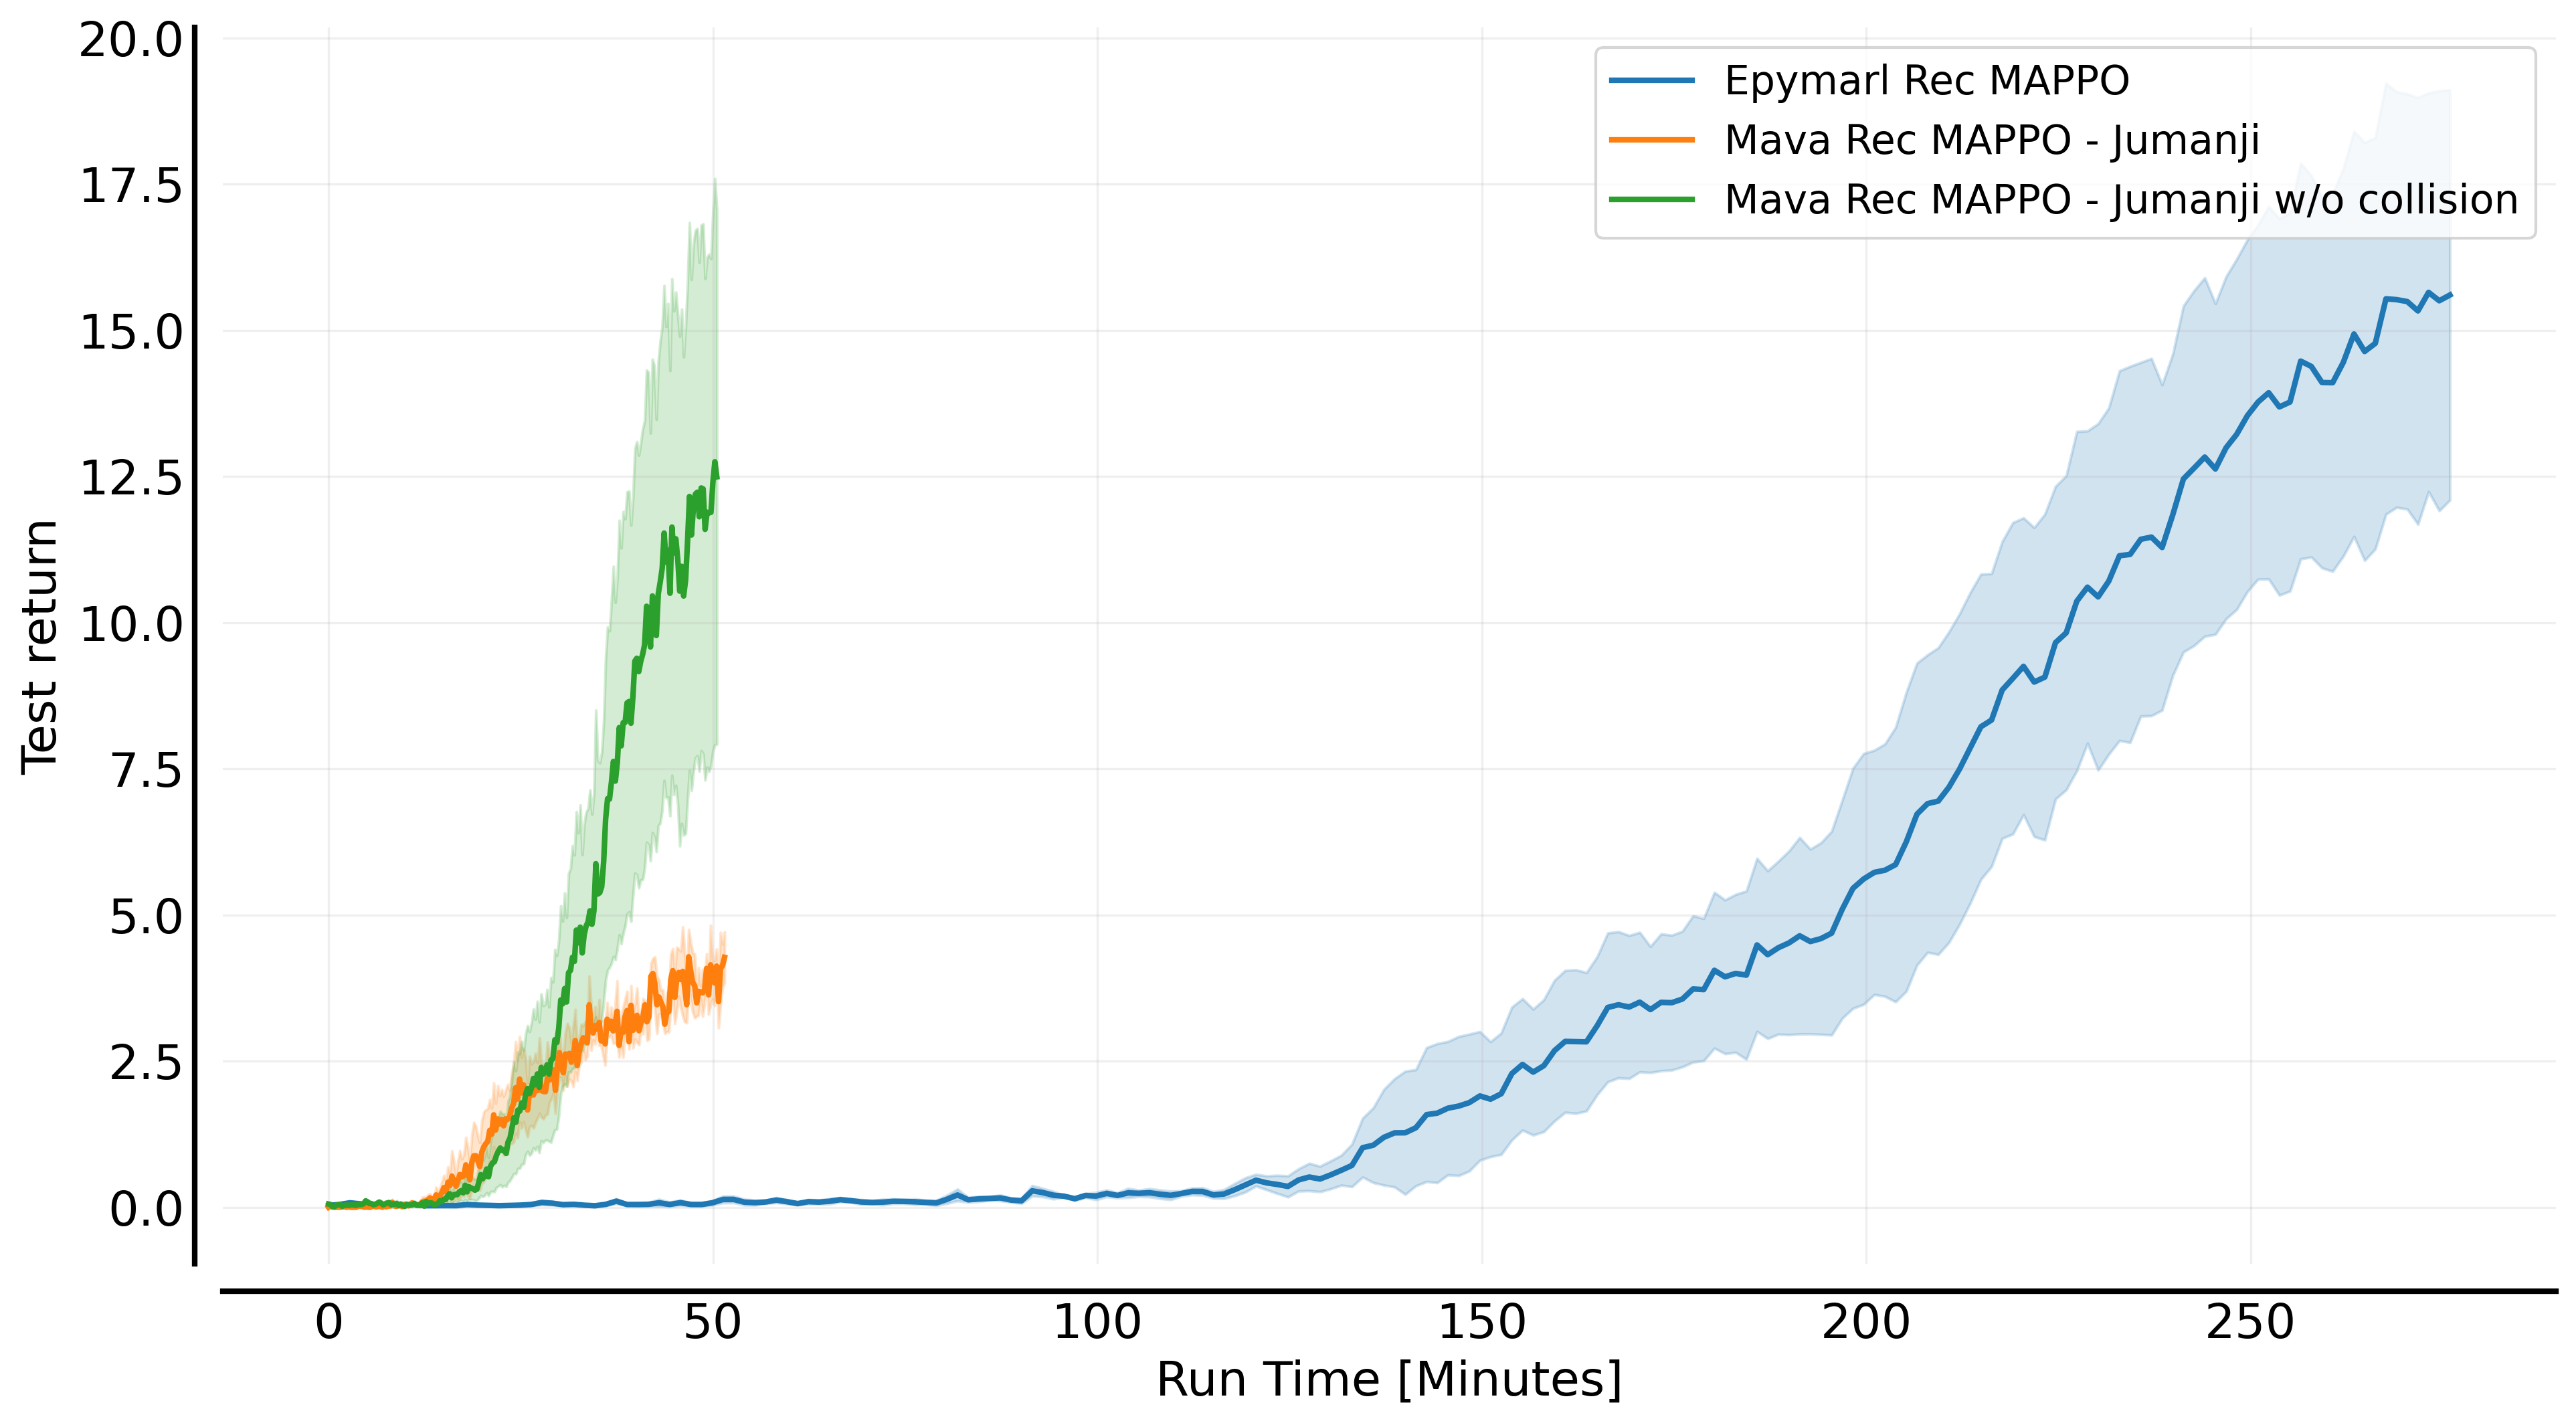 20.0
17.5
15.0
12.5
10.0
7.5
5.0
2.5
0.0
Test return
Epymarl Rec MAPPO
Mava Rec MAPPO - Jumanji
Mava Rec MAPPO - Jumanji w/o collision
0 50 100 150 200 250
Run Time [Minutes]